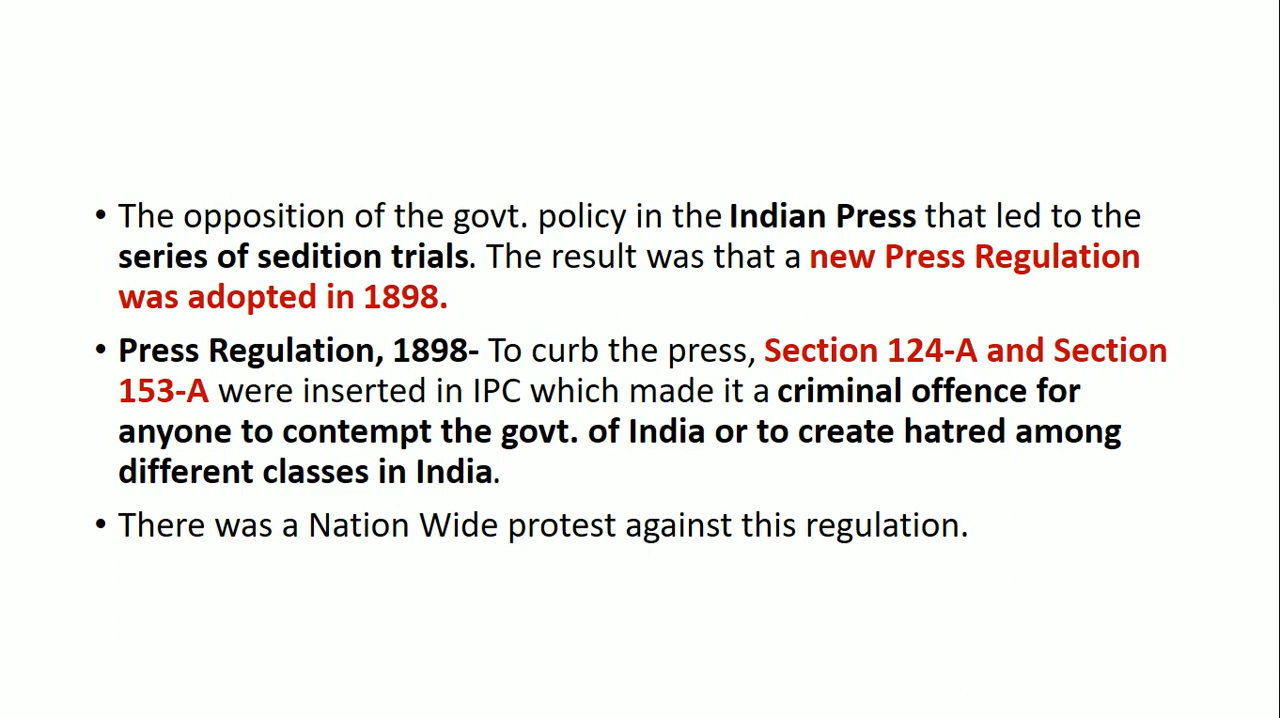 • The opposition of the govt. policy in the Indian Press that led to the
series of sedition trials. The result was that a new Press Regulation
was adopted in 1898.
• Press Regulation, 1898- To curb the press, Section 124-A and Section
153-A were inserted in IPC which made it a criminal offence for
anyone to contempt the govt. of India or to create hatred among
different classes in India.
• There was a Nation Wide protest against this regulation.